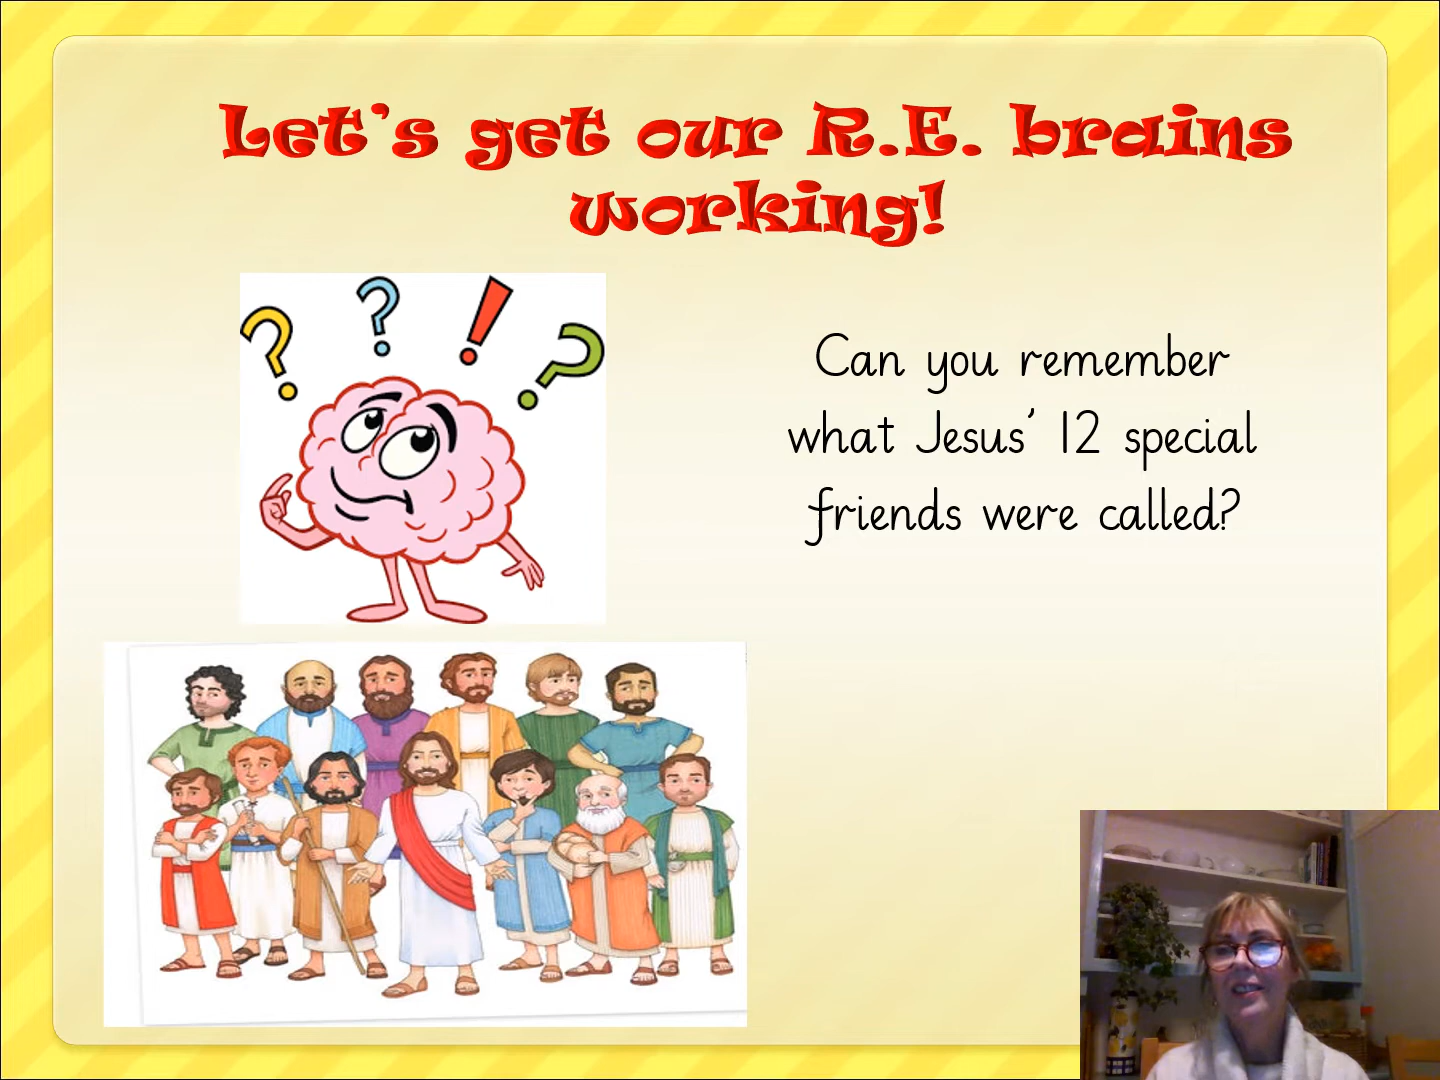 Let's get our R.E. brains
working!
Can you remember
what Jesus' 12 special
friends were called?